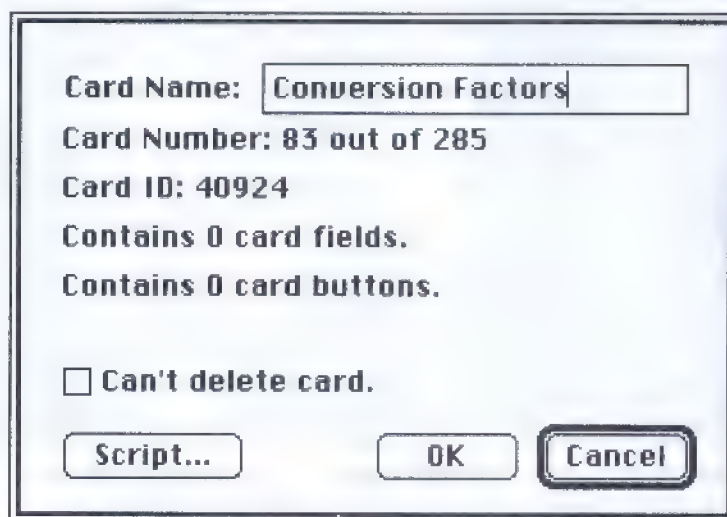 Card Name: Conversion Factors
Card Number: 83 out of 285
Card ID: 40924
Contains 0 card fields.
Contains 0 card buttons.
Can't delete card.
Script... OK Cancel